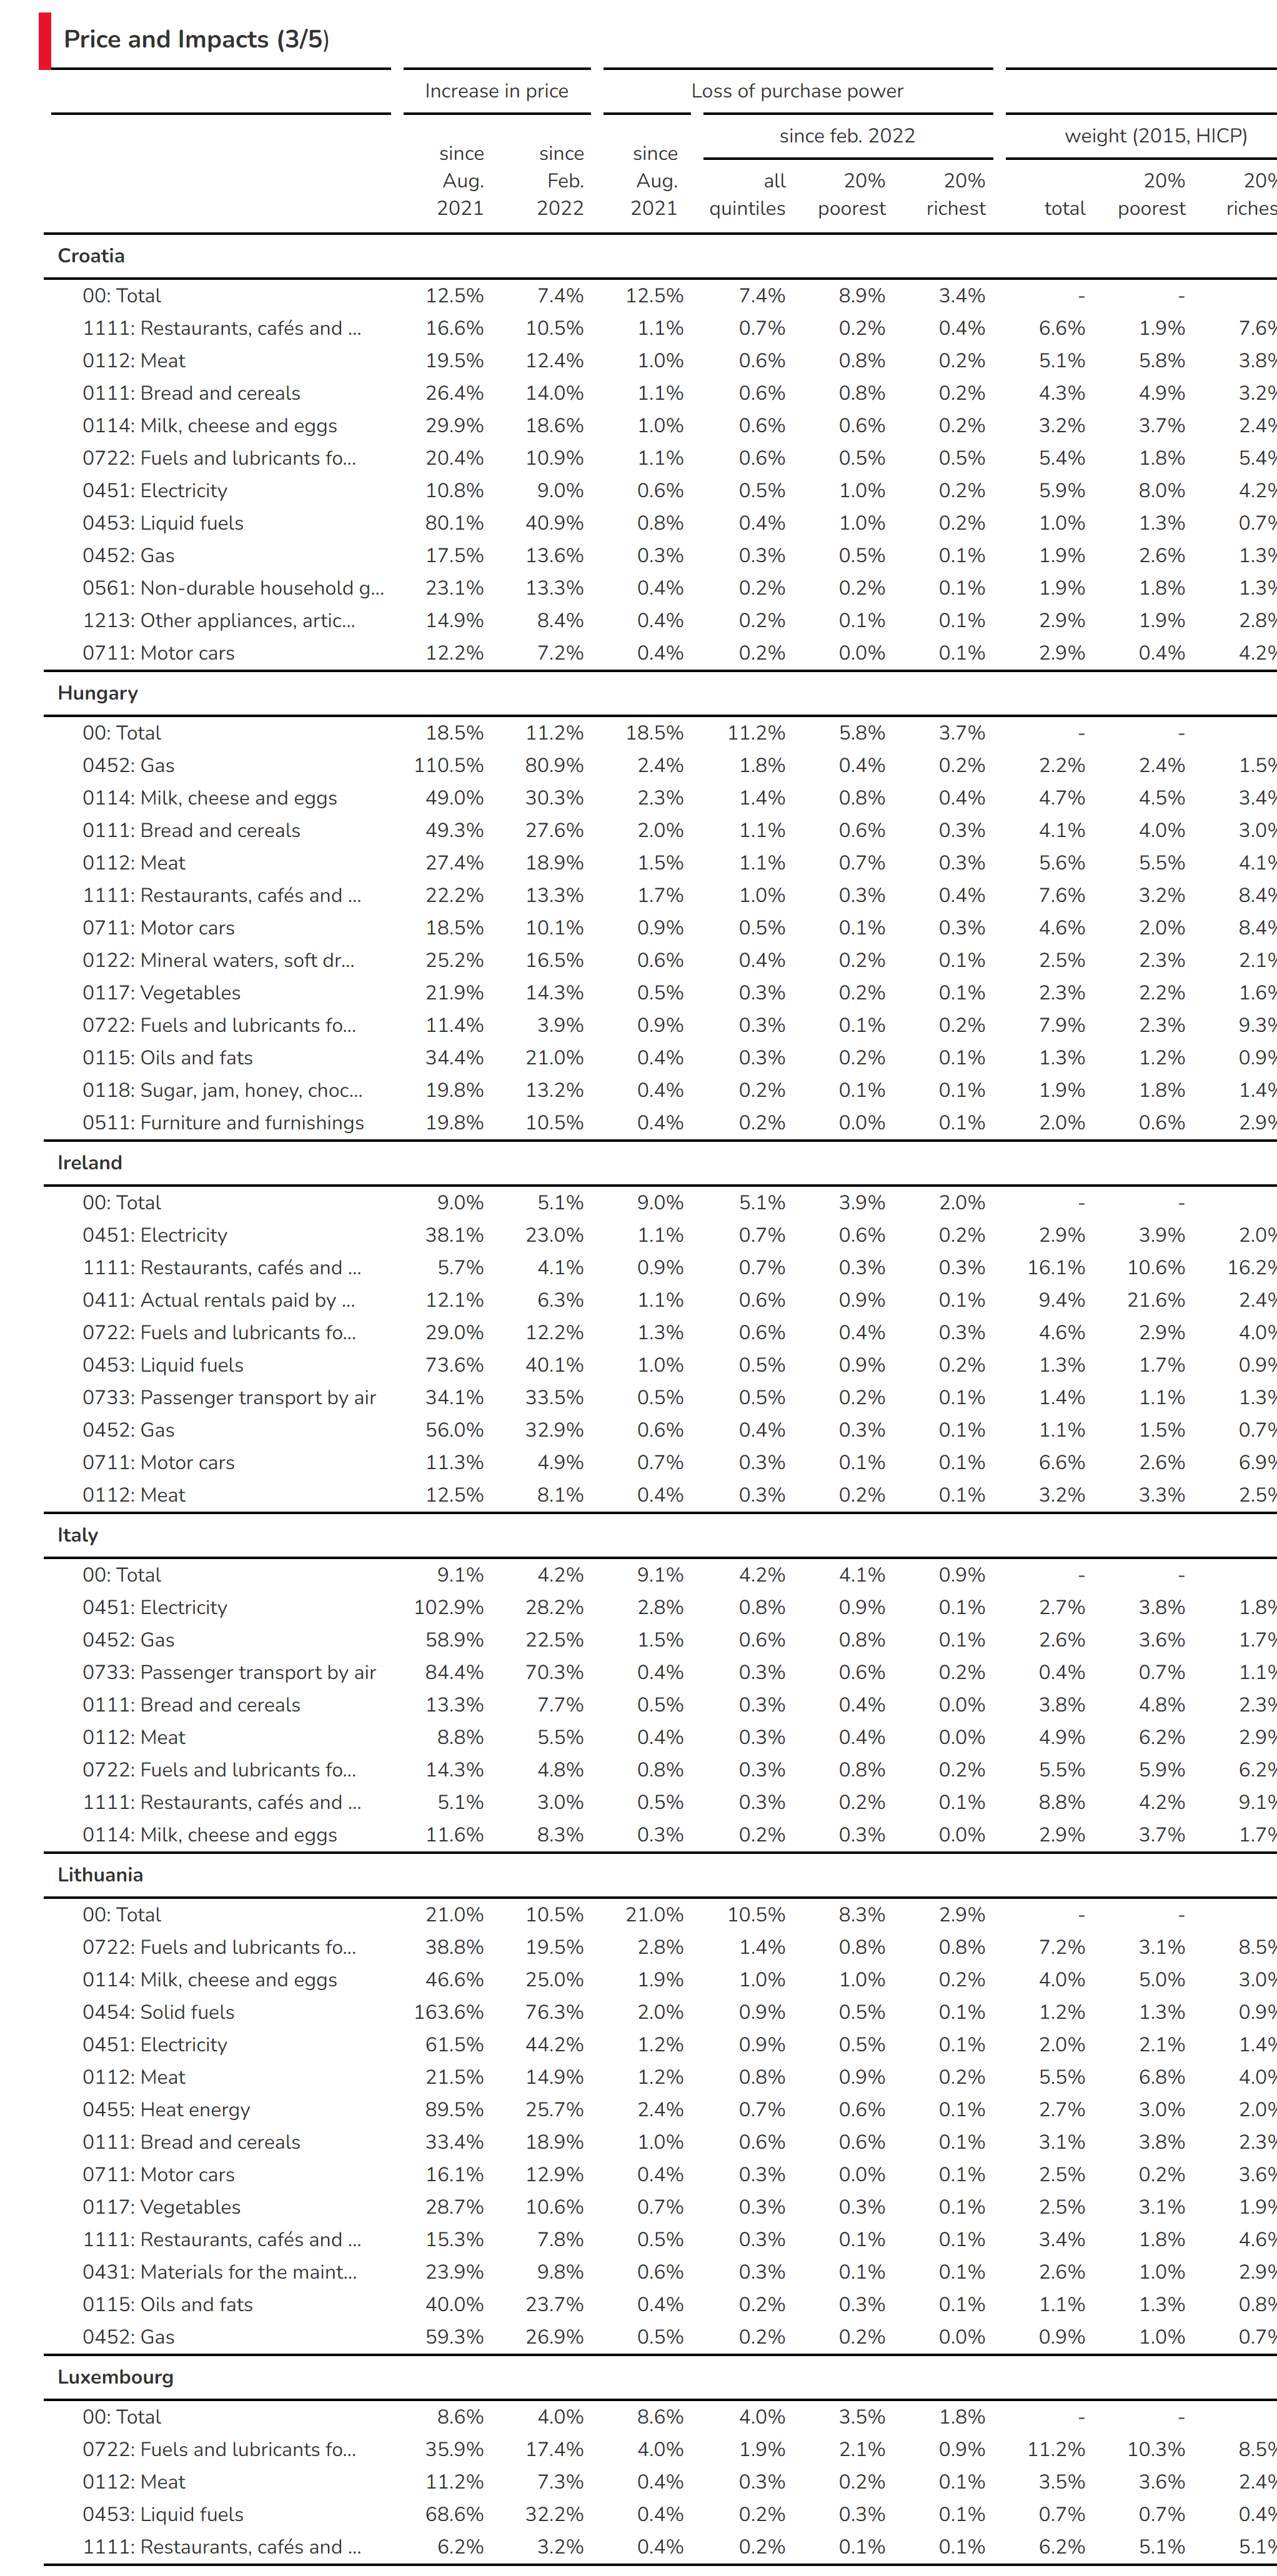 Price and Impacts (3/5)
Increase in price Loss of purchase power
since feb. 2022 weight (2015, HICP)
since since since
Aug. Feb. Aug. all 20% 20% 20% 20%
2021 2022 2021 quintiles poorest richest total poorest riches
Croatia
00: Total 12.5% 7.4% 12.5% 7.4% 8.9% 3.4% - -
1111: Restaurants, cafés and ... 16.6% 10.5% 1.1% 0.7% 0.2% 0.4% 6.6% 1.9% 7.6%
0112: Meat 19.5% 12.4% 1.0% 0.6% 0.8% 0.2% 5.1% 5.8% 3.8%
0111: Bread and cereals 26.4% 14.0% 1.1% 0.6% 0.8% 0.2% 4.3% 4.9% 3.2%
0114: Milk, cheese and eggs 29.9% 18.6% 1.0% 0.6% 0.6% 0.2% 3.2% 3.7% 2.4%
0722: Fuels and lubricants fo... 20.4% 10.9% 1.1% 0.6% 0.5% 0.5% 5.4% 1.8% 5.4%
0451: Electricity 10.8% 9.0% 0.6% 0.5% 1.0% 0.2% 5.9% 8.0% 4.2%
0453: Liquid fuels 80.1% 40.9% 0.8% 0.4% 1.0% 0.2% 1.0% 1.3% 0.7%
0452: Gas 17.5% 13.6% 0.3% 0.3% 0.5% 0.1% 1.9% 2.6% 1.3%
0561: Non-durable household g... 23.1% 13.3% 0.4% 0.2% 0.2% 0.1% 1.9% 1.8% 1.3%
1213: Other appliances, artic... 14.9% 8.4% 0.4% 0.2% 0.1% 0.1% 2.9% 1.9% 2.8%
0711: Motor cars 12.2% 7.2% 0.4% 0.2% 0.0% 0.1% 2.9% 0.4% 4.2%
Hungary
00: Total 18.5% 11.2% 18.5% 11.2% 5.8% 3.7% - -
0452: Gas 110.5% 80.9% 2.4% 1.8% 0.4% 0.2% 2.2% 2.4% 1.5%
0114: Milk, cheese and eggs 49.0% 30.3% 2.3% 1.4% 0.8% 0.4% 4.7% 4.5% 3.4%
0111: Bread and cereals 49.3% 27.6% 2.0% 1.1% 0.6% 0.3% 4.1% 4.0% 3.0%
0112: Meat 27.4% 18.9% 1.5% 1.1% 0.7% 0.3% 5.6% 5.5% 4.1%
1111: Restaurants, cafés and ... 22.2% 13.3% 1.7% 1.0% 0.3% 0.4% 7.6% 3.2% 8.4%
0711: Motor cars 18.5% 10.1% 0.9% 0.5% 0.1% 0.3% 4.6% 2.0% 8.4%
0122: Mineral waters, soft dr... 25.2% 16.5% 0.6% 0.4% 0.2% 0.1% 2.5% 2.3% 2.1%
0117: Vegetables 21.9% 14.3% 0.5% 0.3% 0.2% 0.1% 2.3% 2.2% 1.6%
0722: Fuels and lubricants fo... 11.4% 3.9% 0.9% 0.3% 0.1% 0.2% 7.9% 2.3% 9.3%
0115: Oils and fats 34.4% 21.0% 0.4% 0.3% 0.2% 0.1% 1.3% 1.2% 0.9%
0118: Sugar, jam, honey, choc... 19.8% 13.2% 0.4% 0.2% 0.1% 0.1% 1.9% 1.8% 1.4%
0511: Furniture and furnishings 19.8% 10.5% 0.4% 0.2% 0.0% 0.1% 2.0% 0.6% 2.9%
Ireland
00: Total 9.0% 5.1% 9.0% 5.1% 3.9% 2.0% - -
0451: Electricity 38.1% 23.0% 1.1% 0.7% 0.6% 0.2% 2.9% 3.9% 2.0%
1111: Restaurants, cafés and ... 5.7% 4.1% 0.9% 0.7% 0.3% 0.3% 16.1% 10.6% 16.2%
0411: Actual rentals paid by ... 12.1% 6.3% 1.1% 0.6% 0.9% 0.1% 9.4% 21.6% 2.4%
0722: Fuels and lubricants fo... 29.0% 12.2% 1.3% 0.6% 0.4% 0.3% 4.6% 2.9% 4.0%
0453: Liquid fuels 73.6% 40.1% 1.0% 0.5% 0.9% 0.2% 1.3% 1.7% 0.9%
0733: Passenger transport by air 34.1% 33.5% 0.5% 0.5% 0.2% 0.1% 1.4% 1.1% 1.3%
0452: Gas 56.0% 32.9% 0.6% 0.4% 0.3% 0.1% 1.1% 1.5% 0.7%
0711: Motor cars 11.3% 4.9% 0.7% 0.3% 0.1% 0.1% 6.6% 2.6% 6.9%
0112: Meat 12.5% 8.1% 0.4% 0.3% 0.2% 0.1% 3.2% 3.3% 2.5%
Italy
00: Total 9.1% 4.2% 9.1% 4.2% 4.1% 0.9% - -
0451: Electricity 102.9% 28.2% 2.8% 0.8% 0.9% 0.1% 2.7% 3.8% 1.8%
0452: Gas 58.9% 22.5% 1.5% 0.6% 0.8% 0.1% 2.6% 3.6% 1.7%
0733: Passenger transport by air 84.4% 70.3% 0.4% 0.3% 0.6% 0.2% 0.4% 0.7% 1.1%
0111: Bread and cereals 13.3% 7.7% 0.5% 0.3% 0.4% 0.0% 3.8% 4.8% 2.3%
0112: Meat 8.8% 5.5% 0.4% 0.3% 0.4% 0.0% 4.9% 6.2% 2.9%
0722: Fuels and lubricants fo... 14.3% 4.8% 0.8% 0.3% 0.8% 0.2% 5.5% 5.9% 6.2%
1111: Restaurants, cafés and ... 5.1% 3.0% 0.5% 0.3% 0.2% 0.1% 8.8% 4.2% 9.1%
0114: Milk, cheese and eggs 11.6% 8.3% 0.3% 0.2% 0.3% 0.0% 2.9% 3.7% 1.7%
Lithuania
00: Total 21.0% 10.5% 21.0% 10.5% 8.3% 2.9% - -
0722: Fuels and lubricants fo... 38.8% 19.5% 2.8% 1.4% 0.8% 0.8% 7.2% 3.1% 8.5%
0114: Milk, cheese and eggs 46.6% 25.0% 1.9% 1.0% 1.0% 0.2% 4.0% 5.0% 3.0%
0454: Solid fuels 163.6% 76.3% 2.0% 0.9% 0.5% 0.1% 1.2% 1.3% 0.9%
0451: Electricity 61.5% 44.2% 1.2% 0.9% 0.5% 0.1% 2.0% 2.1% 1.4%
0112: Meat 21.5% 14.9% 1.2% 0.8% 0.9% 0.2% 5.5% 6.8% 4.0%
0455: Heat energy 89.5% 25.7% 2.4% 0.7% 0.6% 0.1% 2.7% 3.0% 2.0%
0111: Bread and cereals 33.4% 18.9% 1.0% 0.6% 0.6% 0.1% 3.1% 3.8% 2.3%
0711: Motor cars 16.1% 12.9% 0.4% 0.3% 0.0% 0.1% 2.5% 0.2% 3.6%
0117: Vegetables 28.7% 10.6% 0.7% 0.3% 0.3% 0.1% 2.5% 3.1% 1.9%
1111: Restaurants, cafés and ... 15.3% 7.8% 0.5% 0.3% 0.1% 0.1% 3.4% 1.8% 4.6%
0431: Materials for the maint... 23.9% 9.8% 0.6% 0.3% 0.1% 0.1% 2.6% 1.0% 2.9%
0115: Oils and fats 40.0% 23.7% 0.4% 0.2% 0.3% 0.1% 1.1% 1.3% 0.8%
0452: Gas 59.3% 26.9% 0.5% 0.2% 0.2% 0.0% 0.9% 1.0% 0.7%
Luxembourg
00: Total 8.6% 4.0% 8.6% 4.0% 3.5% 1.8% - -
0722: Fuels and lubricants fo... 35.9% 17.4% 4.0% 1.9% 2.1% 0.9% 11.2% 10.3% 8.5%
0112: Meat 11.2% 7.3% 0.4% 0.3% 0.2% 0.1% 3.5% 3.6% 2.4%
0453: Liquid fuels 68.6% 32.2% 0.4% 0.2% 0.3% 0.1% 0.7% 0.7% 0.4%
1111: Restaurants, cafés and ... 6.2% 3.2% 0.4% 0.2% 0.1% 0.1% 6.2% 5.1% 5.1%